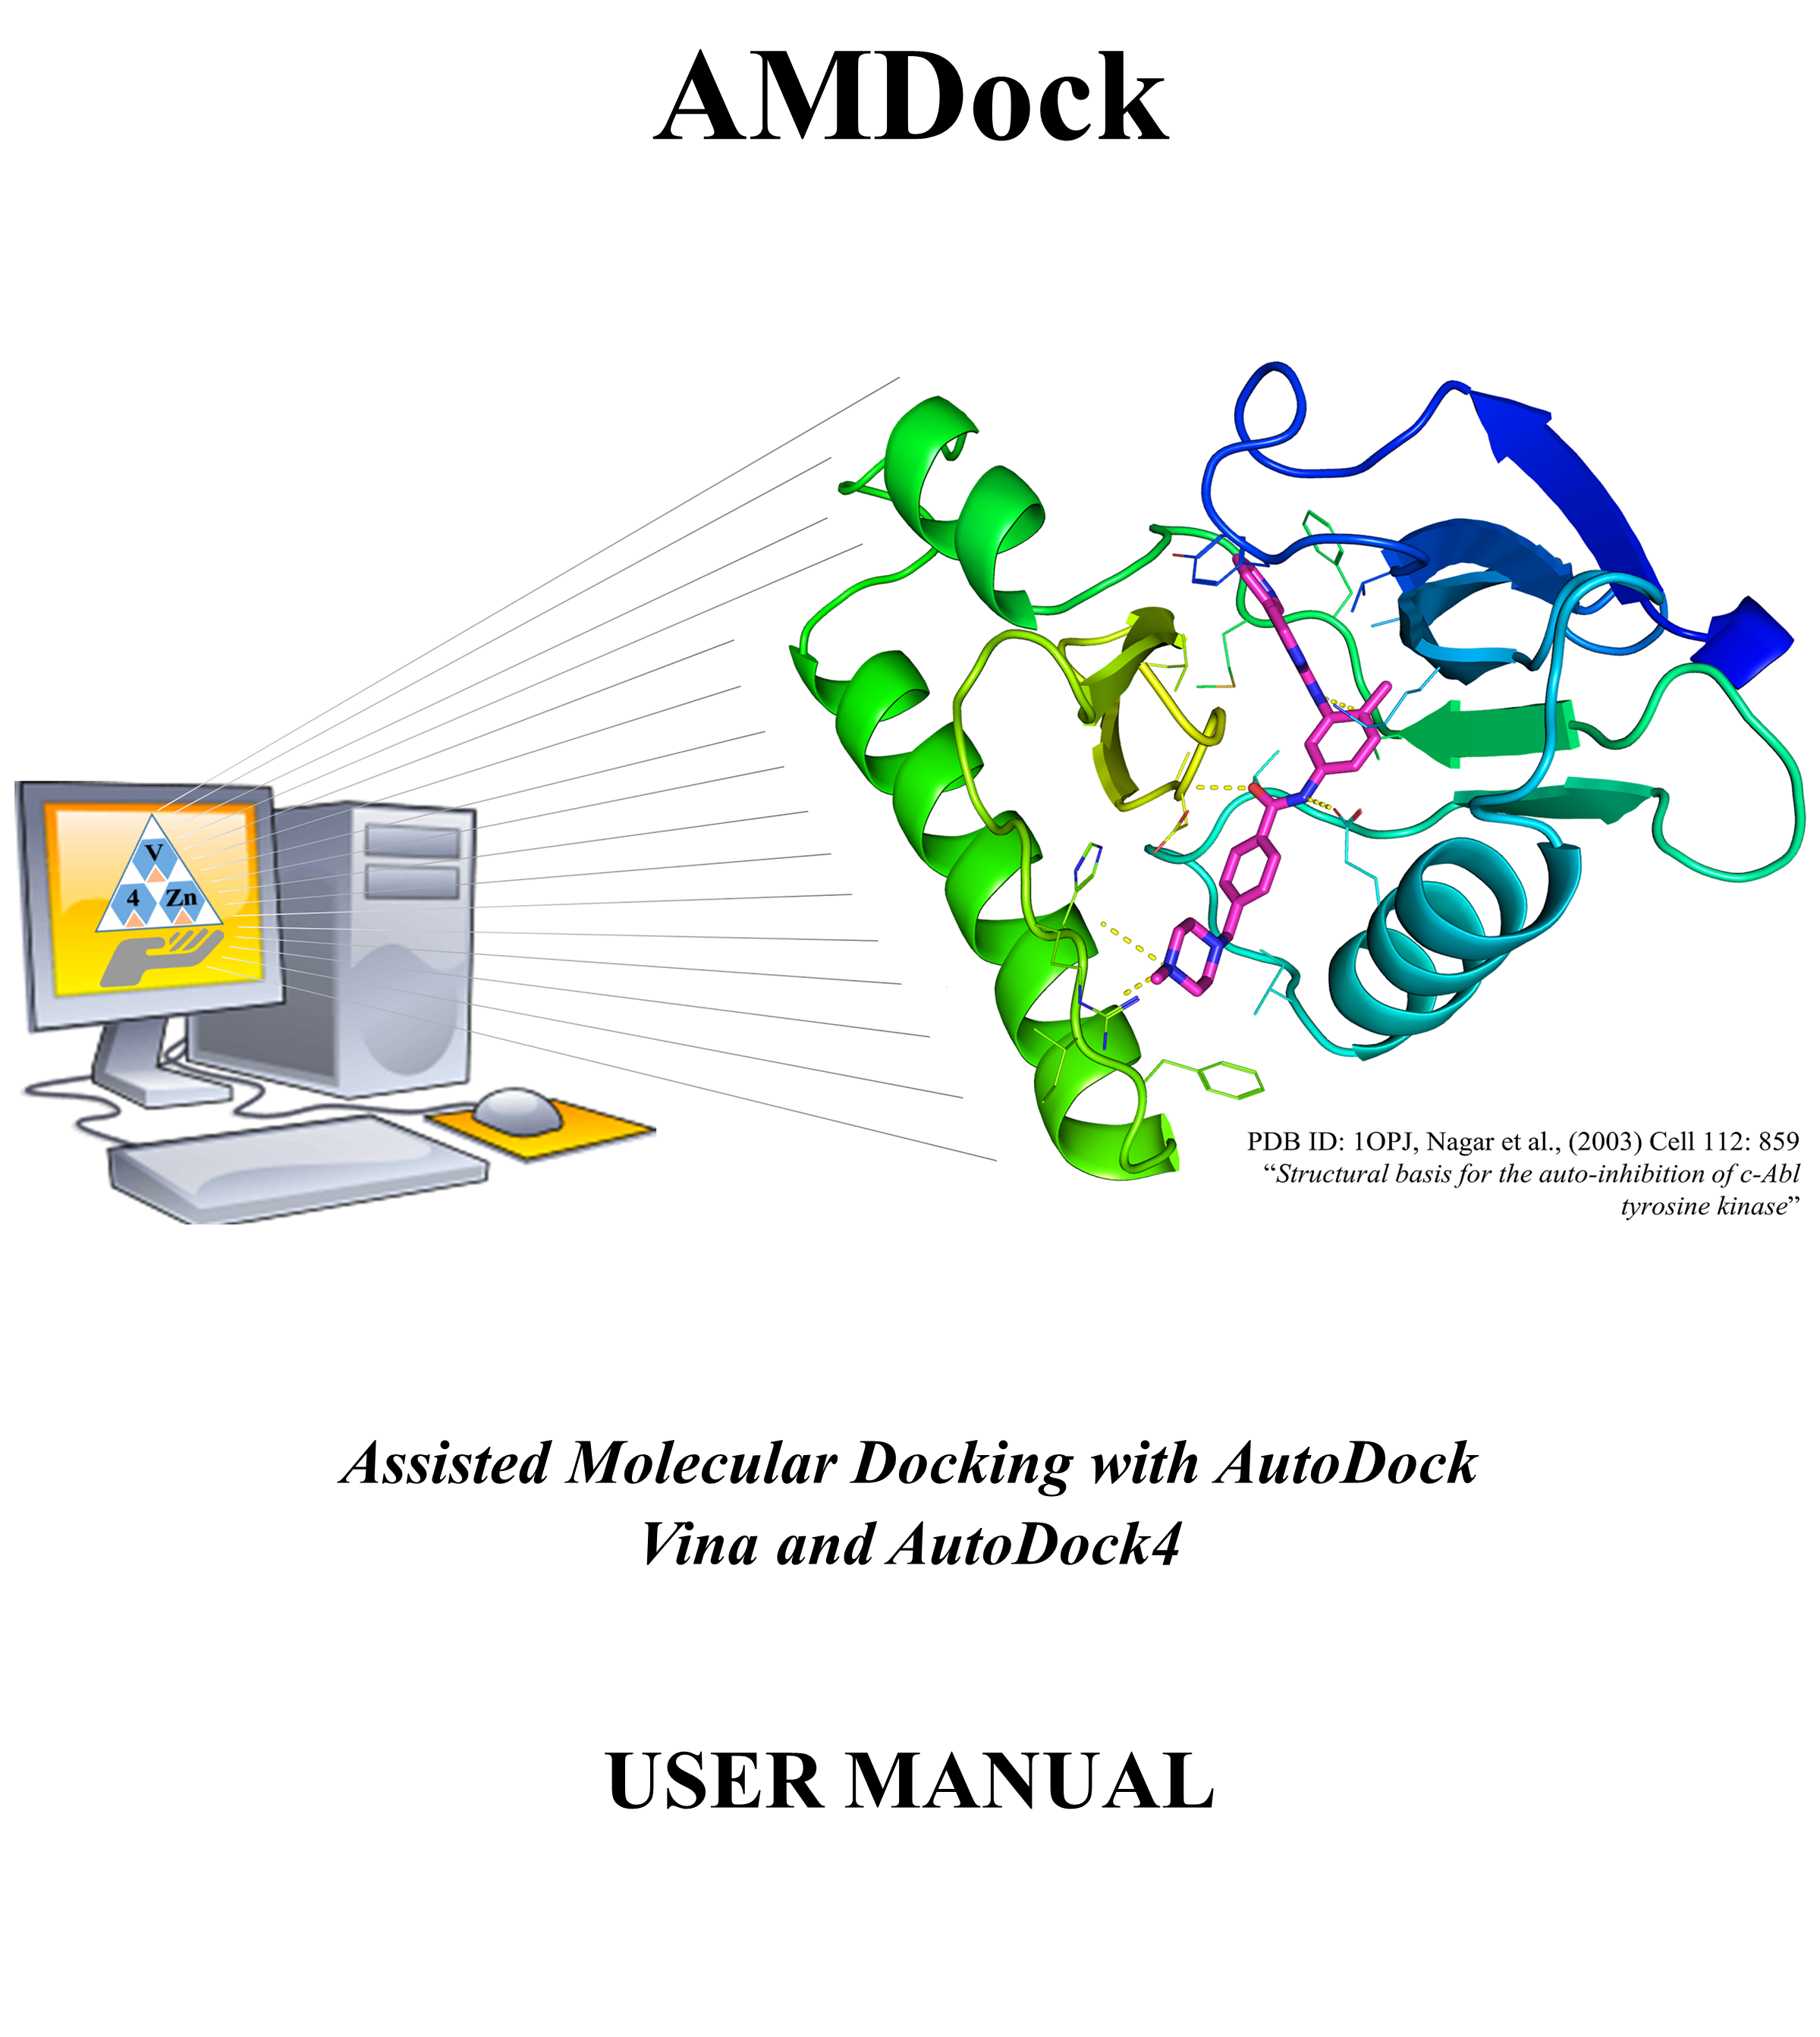 AMDock
V
4 Zn
PDB ID: 1OPJ, Nagar et al., (2003) Cell 112: 859
“Structural basis for the auto-inhibition of c-Abl
tyrosine kinase”
Assisted Molecular Docking with AutoDock
Vina and AutoDock4
USER MANUAL